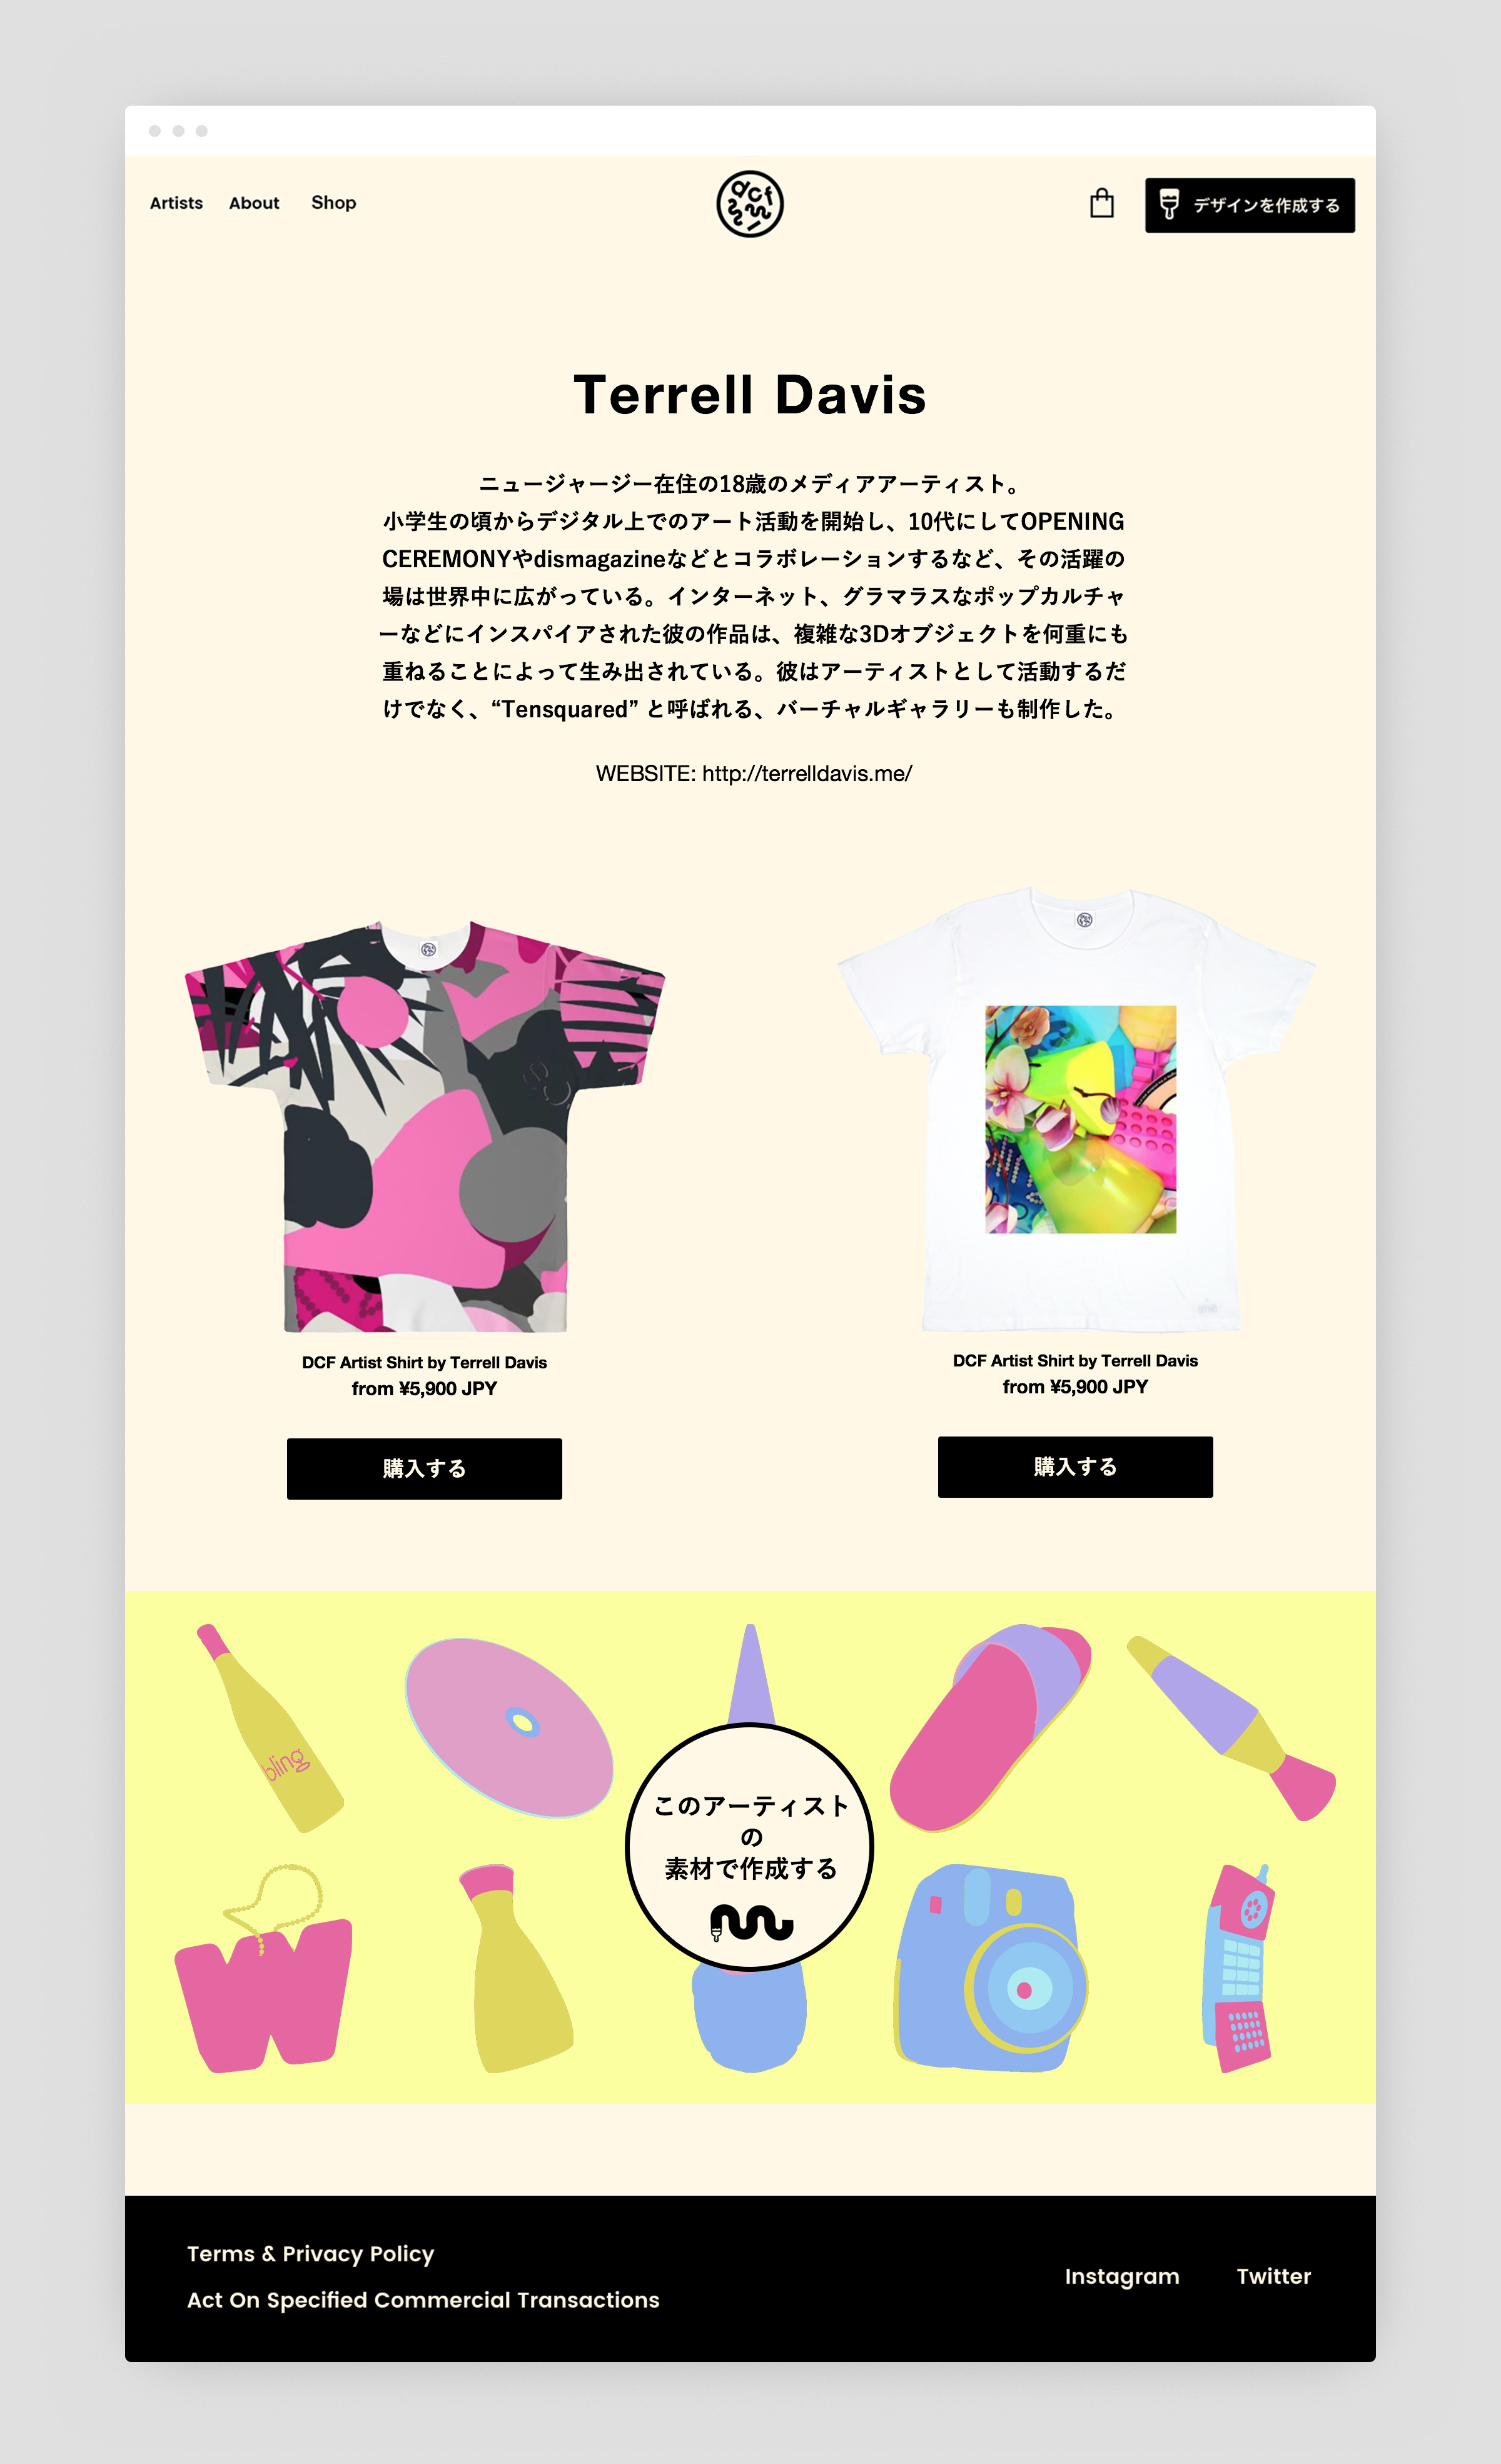 Artists About Shop
dcf
デザインを作成する
Terrell Davis
ニュージャージー在住の18歳のメディアアーティスト。
小学生の頃からデジタル上でのアート活動を開始し、10代にしてOPENING
CEREMONYやdismagazineなどとコラボレーションするなど、その活躍の
場は世界中に広がっている。インターネット、グラマラスなポップカルチャ
ーなどにインスパイアされた彼の作品は、複雑な3Dオブジェクトを何重にも
重ねることによって生み出されている。彼はアーティストとして活動するだ
けでなく、“Tensquared” と呼ばれる、バーチャルギャラリーも制作した。
WEBSITE: http://terrelldavis.me/
DCF Artist Shirt by Terrell Davis
from ¥5,900 JPY
購入する
DCF Artist Shirt by Terrell Davis
from ¥5,900 JPY
購入する
bling
このアーティスト
の
素材で作成する
W
Terms & Privacy Policy
Act On Specified Commercial Transactions
Instagram Twitter